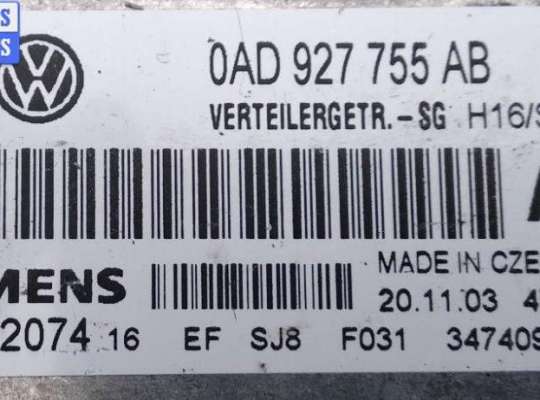 S
S
VW
0AD 927 755 AB
VERTEILERGETR.-SG H16/S
MENS
MADE IN CZE
20.11.03 4
2074 16 EF SJ8 F031 347409